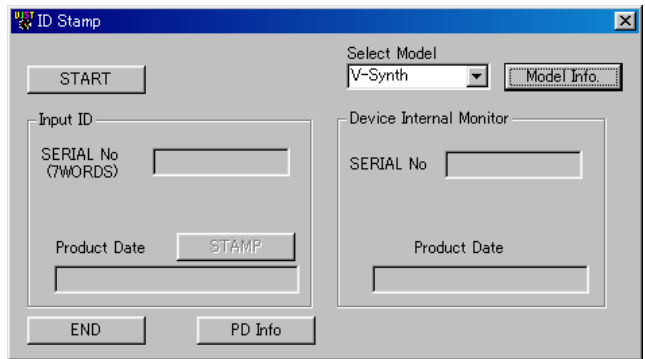 ID Stamp
Select Model
START
V-Synth
Model Info.
Input ID
Device Internal Monitor
SERIAL No
(7WORDS)
SERIAL No
Product Date
STAMP
Product Date
END
PD Info